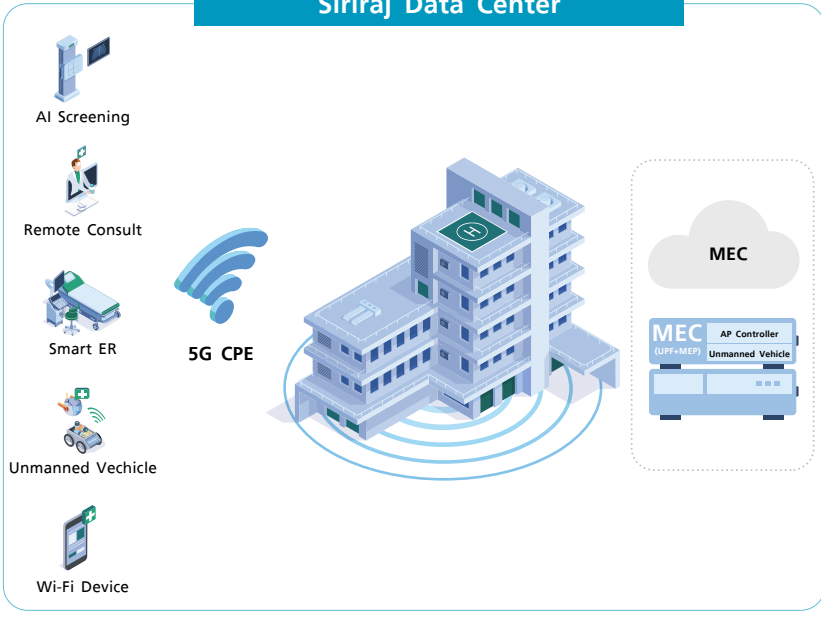 Siriraj Data Center
AI Screening
Remote Consult
Smart ER
Unmanned Vechicle
Wi-Fi Device
5G CPE
H
MEC
MEC
(UPF+MEP)
AP Controller
Unmanned Vehicle